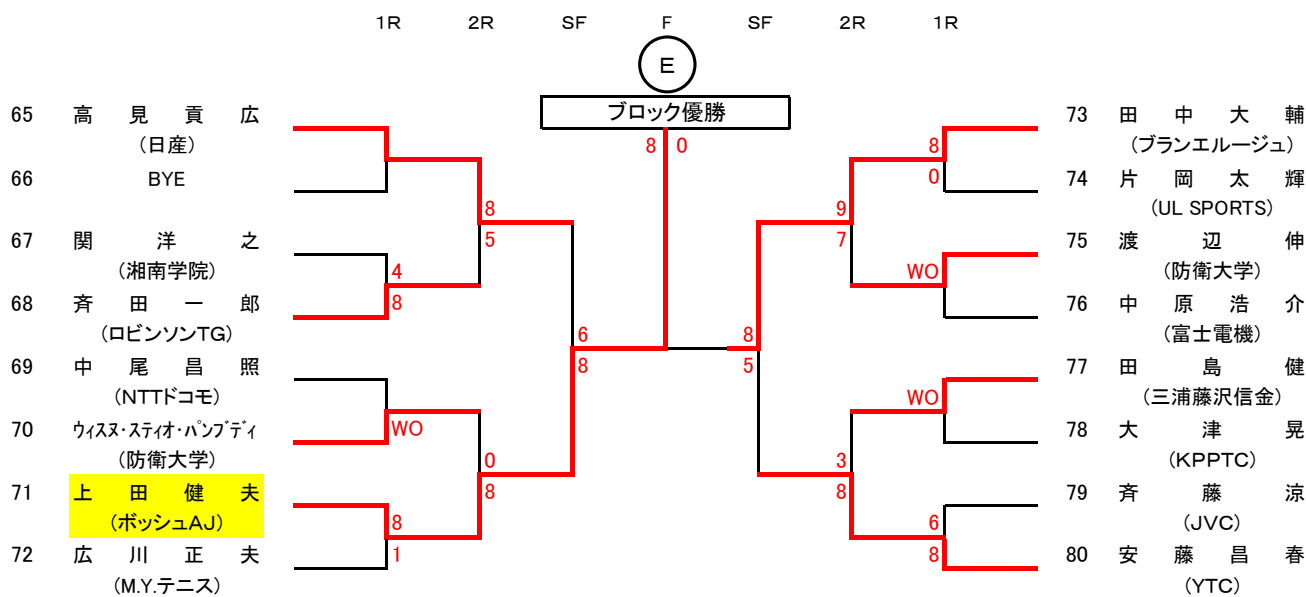 1R 2R SF F SF 2R 1R
E
ブロック優勝
8 0
65 高見貢広
(日産)
66 BYE
67 関洋之
(湘南学院)
68 斉田一郎
(ロビンソンTG)
69 中尾昌照
(NTTドコモ)
70 ウィスヌ・スティオ・パンブディ
(防衛大学)
71 上田健夫
(ボッシュAJ)
72 広川正夫
(M.Y.テニス)
4
8
WO
8
1
8
5
0
8
6
8
8
5
9
7
3
8
8
0
WO
WO
6
8
73 田中大輔
(ブランエルージュ)
74 片岡太輝
(UL SPORTS)
75 渡辺伸
(防衛大学)
76 中原浩介
(富士電機)
77 田島健
(三浦藤沢信金)
78 大津晃
(KPPTC)
79 斉藤涼
(JVC)
80 安藤昌春
(YTC)